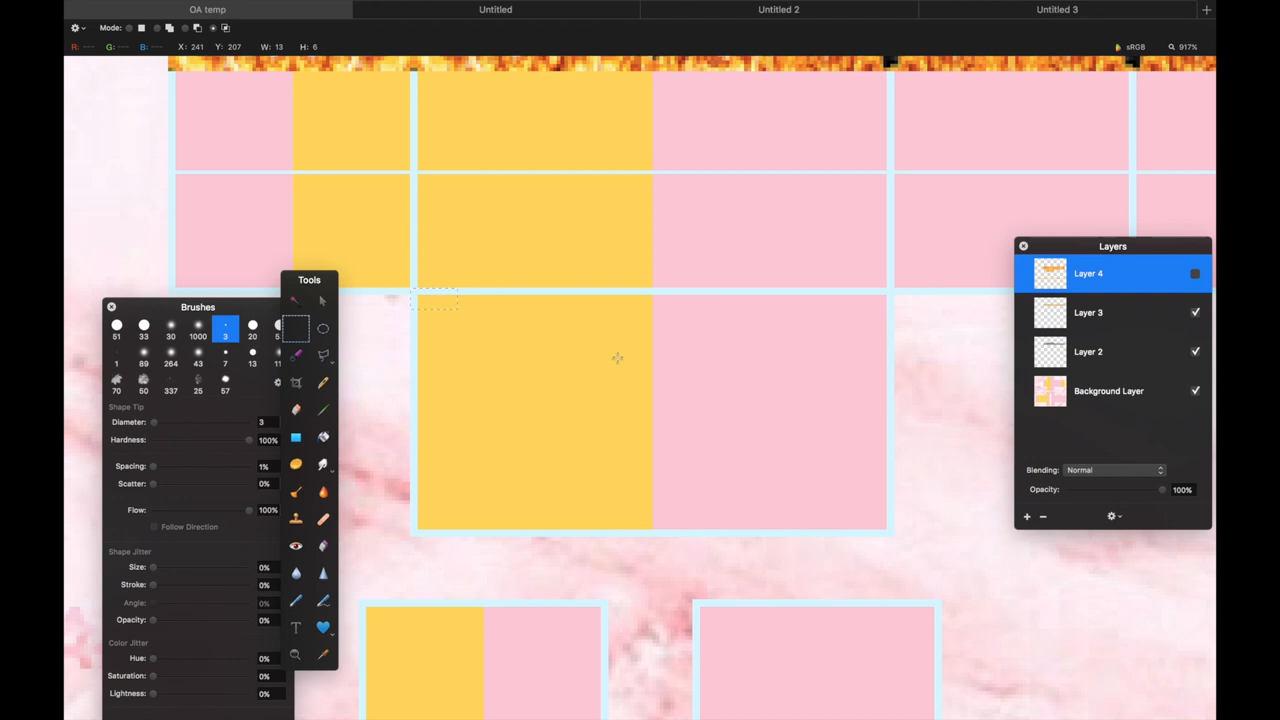 OA temp
Untitled
Untitled 2
Untitled 3
Mode:
R: --- G: --- B: --- X: 241 Y: 207 W: 13 H: 6
sRGB
917%
Tools
Brushes
51 33 30 1000 3 20
1 89 264 43 7 13
70 50 337 25 57
Shape Tip
Diameter: 3
Hardness: 100%
Spacing: 1%
Scatter: 0%
Flow: 100%
Follow Direction
Shape Jitter
Size: 0%
Stroke: 0%
Angle: 0%
Opacity: 0%
Color Jitter
Hue: 0%
Saturation: 0%
Lightness: 0%
T
Layers
Layer 4
Layer 3
Layer 2
Background Layer
Blending: Normal
Opacity: 100%